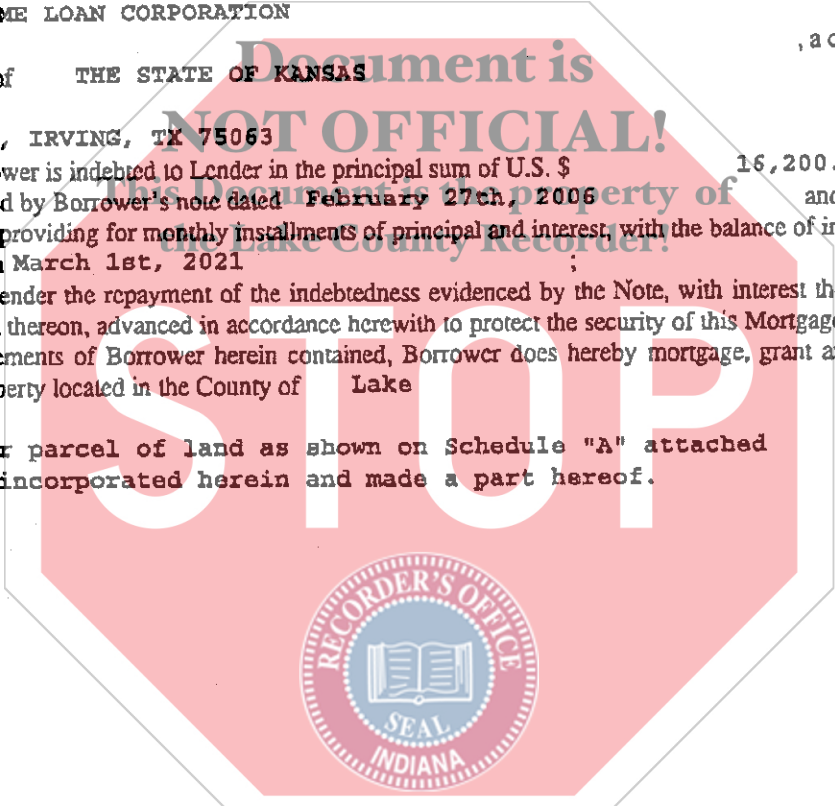 ME LOAN CORPORATION
, a c
of THE STATE OF KANSAS
Document is
NOT OFFICIAL!
This Document is the property of
the Lake County Recorder!
, IRVING, TX 75063
wer is indebted to Lender in the principal sum of U.S. $ 16,200.
d by Borrower's note dated February 27th, 2006 and
providing for monthly installments of principal and interest, with the balance of in
March 1st, 2021 ;
ender the repayment of the indebtedness evidenced by the Note, with interest th
thereon, advanced in accordance herewith to protect the security of this Mortgage
ements of Borrower herein contained, Borrower does hereby mortgage, grant a
perty located in the County of Lake
r parcel of land as shown on Schedule "A" attached
incorporated herein and made a part hereof.
STOP
RECORDER'S OFFICE
SEAL
INDIANA